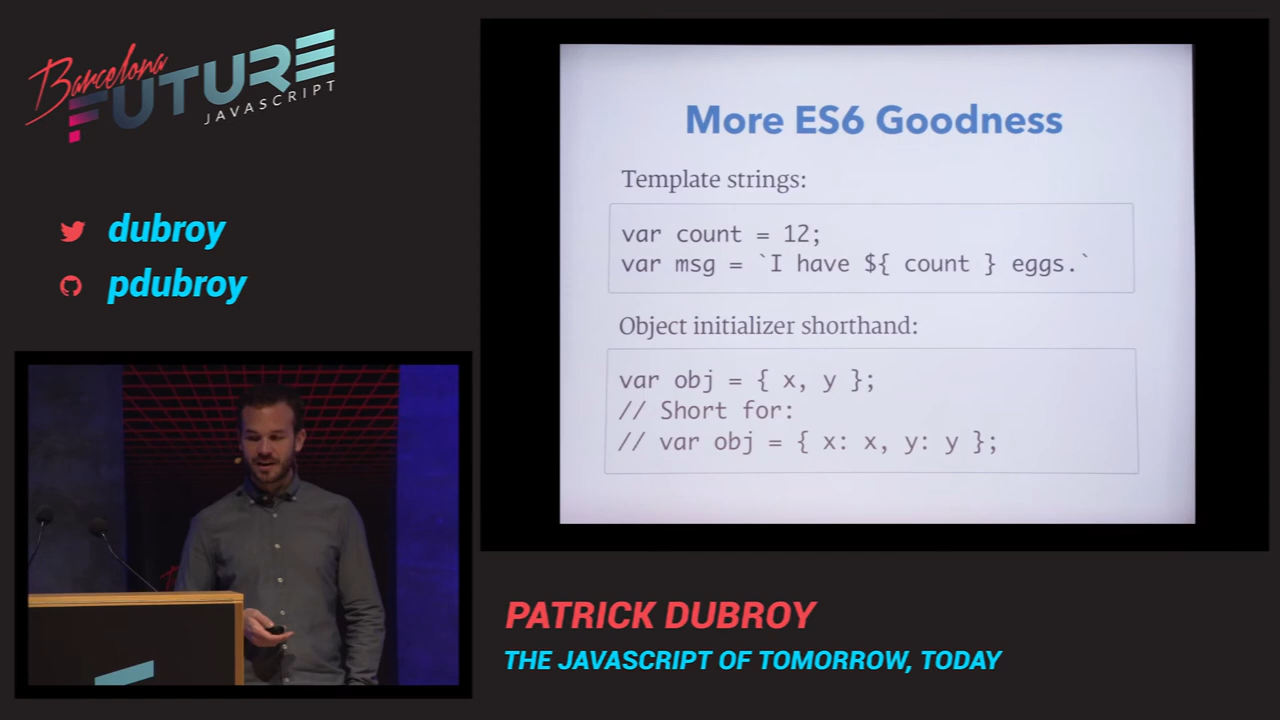 Barcelona
FUTURE
JAVASCRIPT
dubroy
pdubroy
More ES6 Goodness
Template strings:
var count = 12;
var msg = `I have ${ count } eggs.`
Object initializer shorthand:
var obj = { x, y };
// Short for:
// var obj = { x: x, y: y };
PATRICK DUBROY
THE JAVASCRIPT OF TOMORROW, TODAY